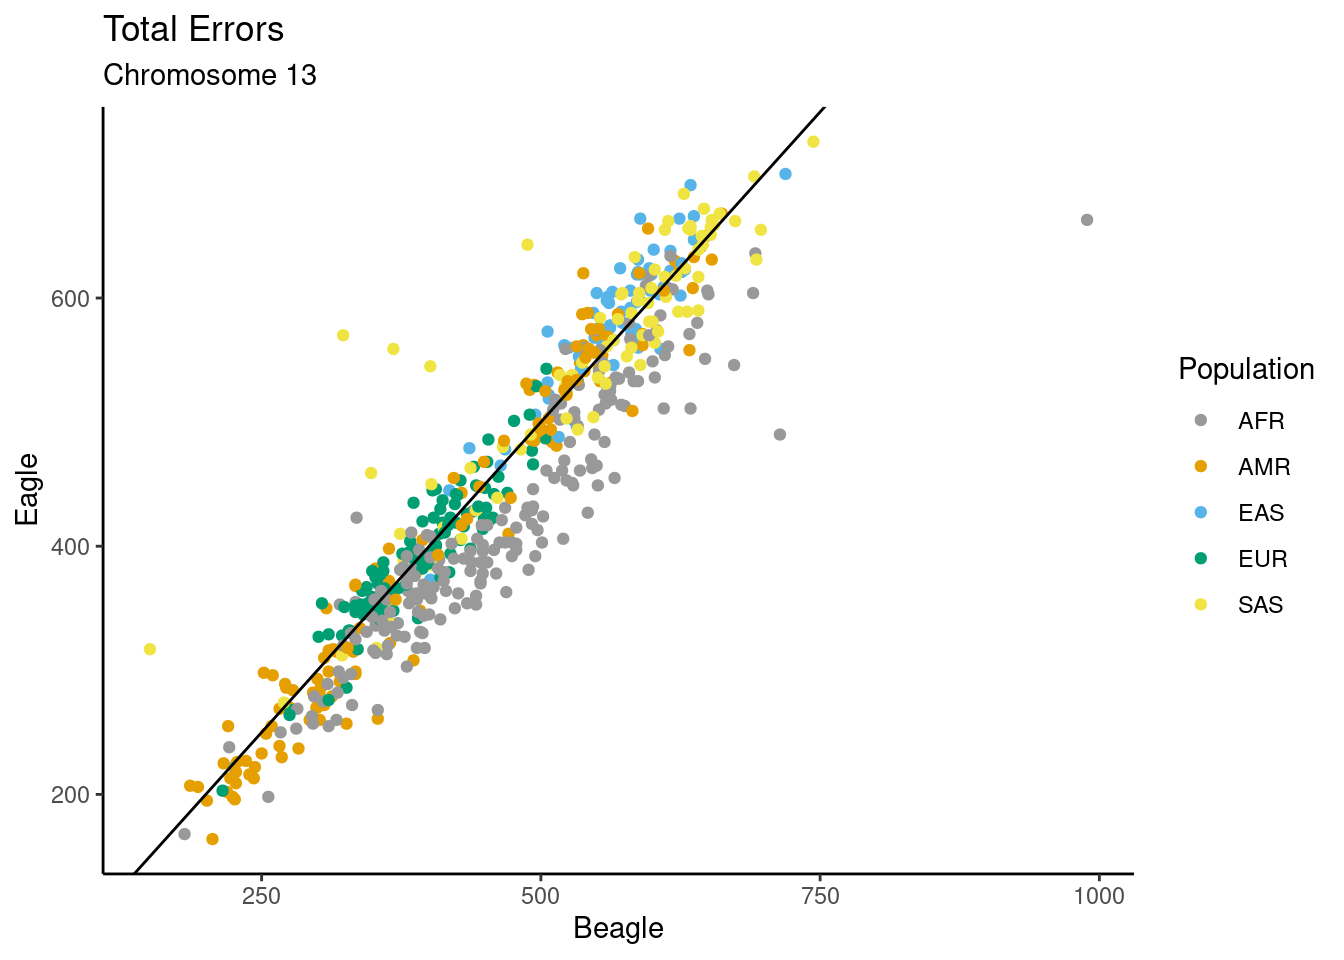 Total Errors
Chromosome 13
Eagle
600
400
200
250
500
750
1000
Beagle
Population
AFR
AMR
EAS
EUR
SAS